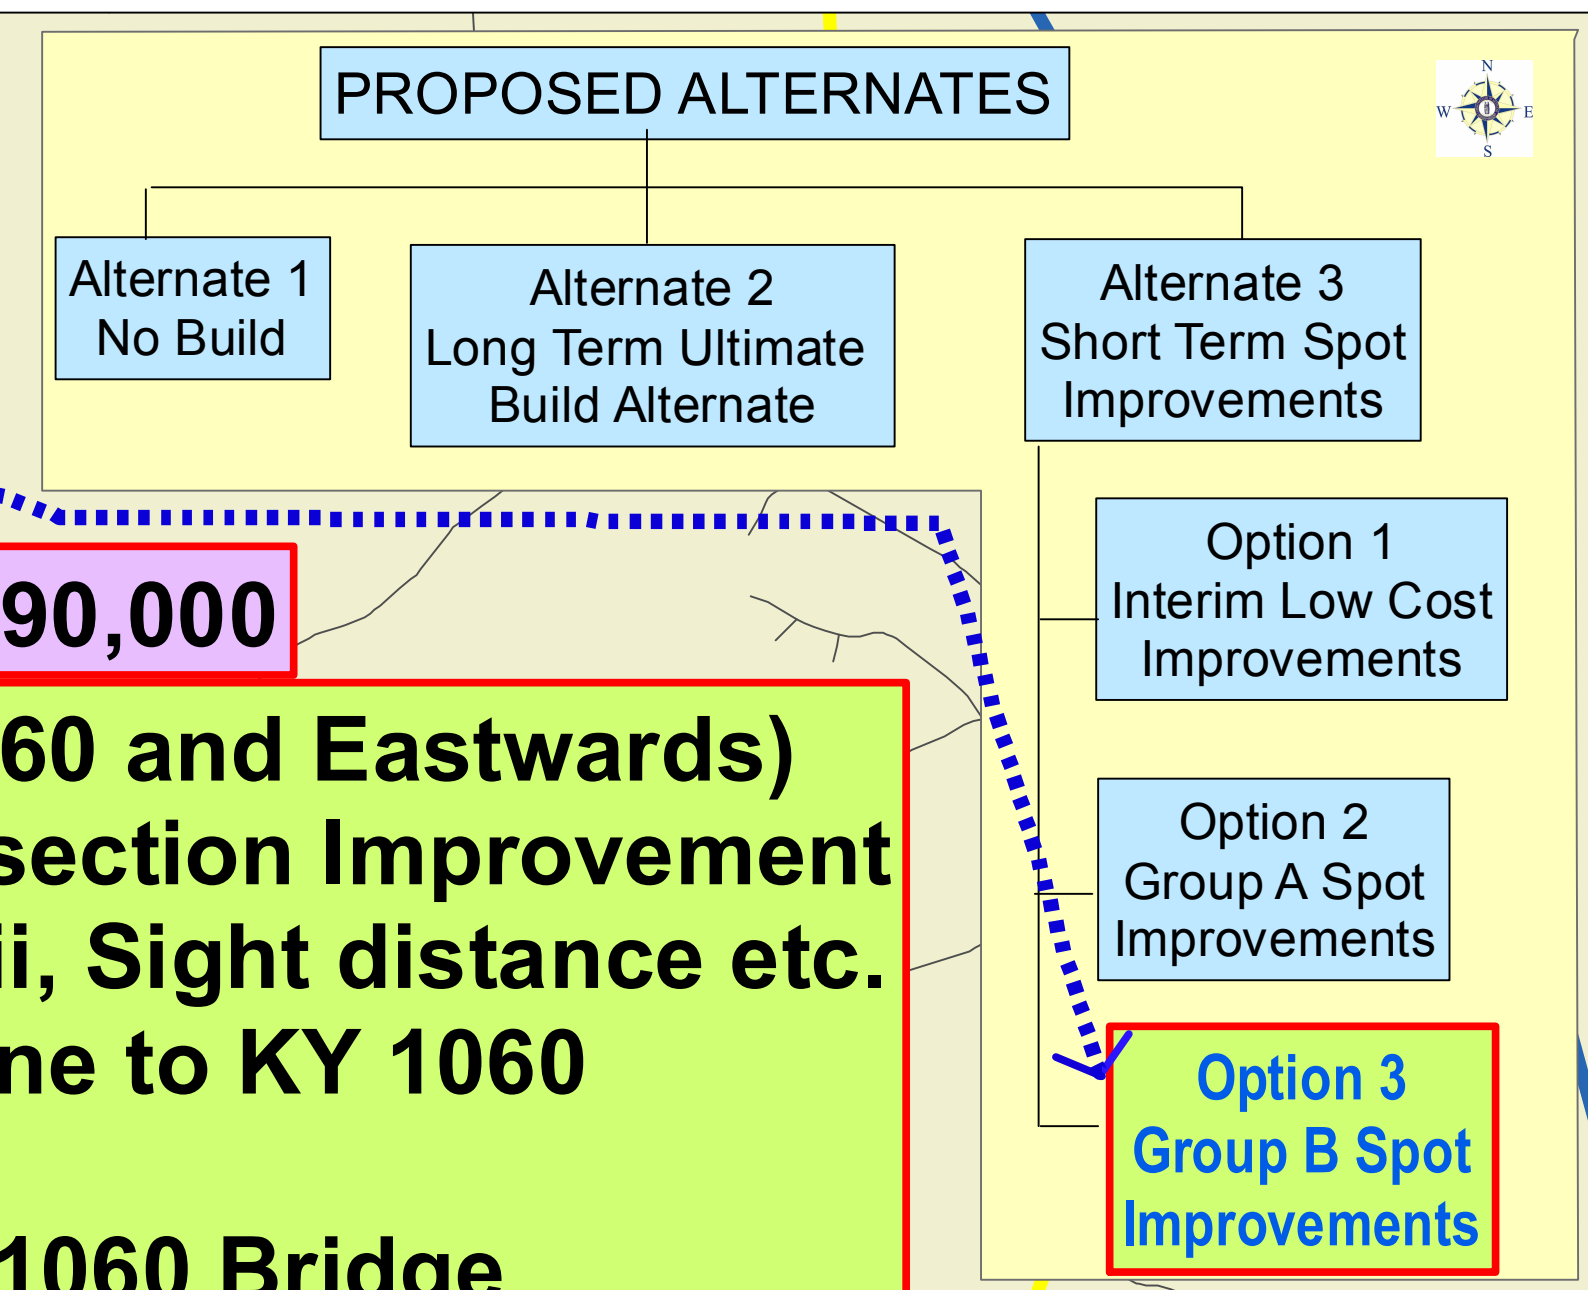 PROPOSED ALTERNATES
N
W
E
S
Alternate 1
No Build
Alternate 2
Long Term Ultimate
Build Alternate
Alternate 3
Short Term Spot
Improvements
Option 1
Interim Low Cost
Improvements
Option 2
Group A Spot
Improvements
Option 3
Group B Spot
Improvements
90,000
60 and Eastwards)
section Improvement
ii, Sight distance etc.
ne to KY 1060
1060 Bridge